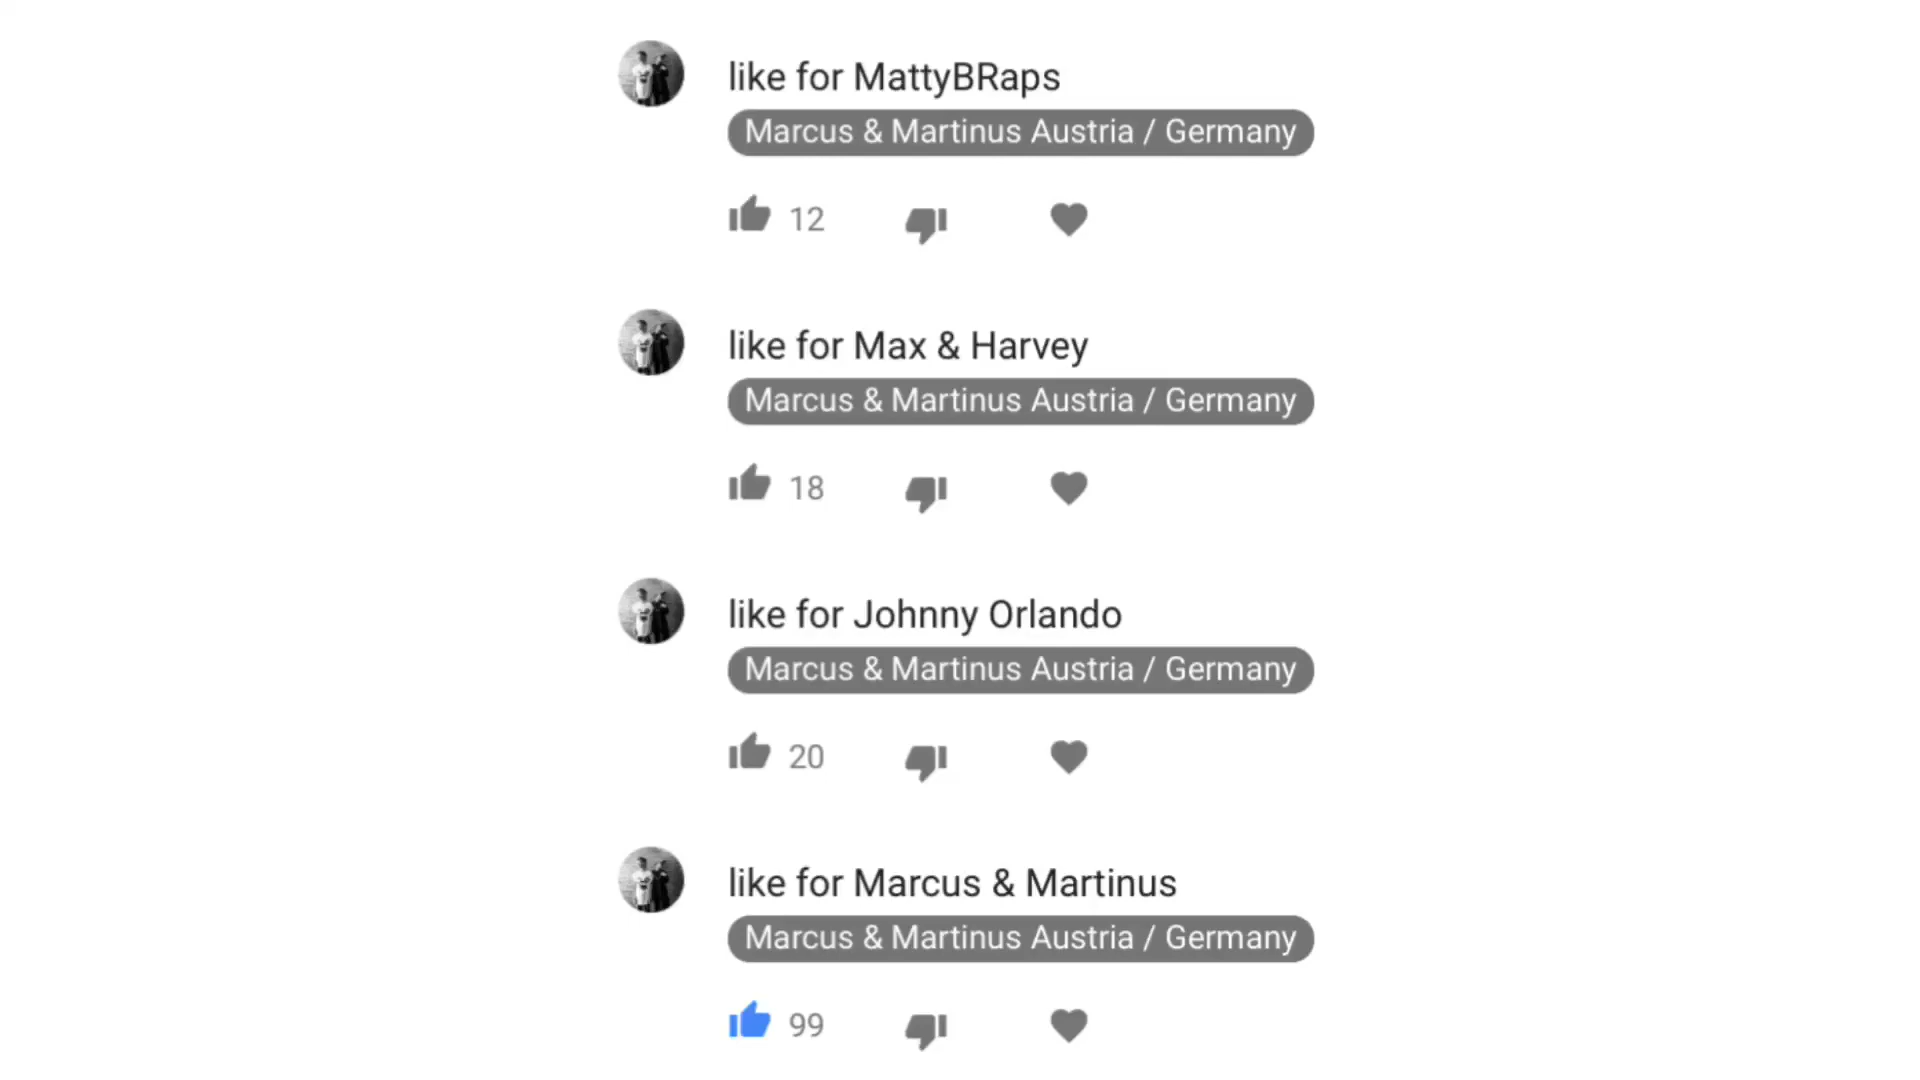 like for MattyBRaps
Marcus & Martinus Austria / Germany
12
like for Max & Harvey
Marcus & Martinus Austria / Germany
18
like for Johnny Orlando
Marcus & Martinus Austria / Germany
20
like for Marcus & Martinus
Marcus & Martinus Austria / Germany
99